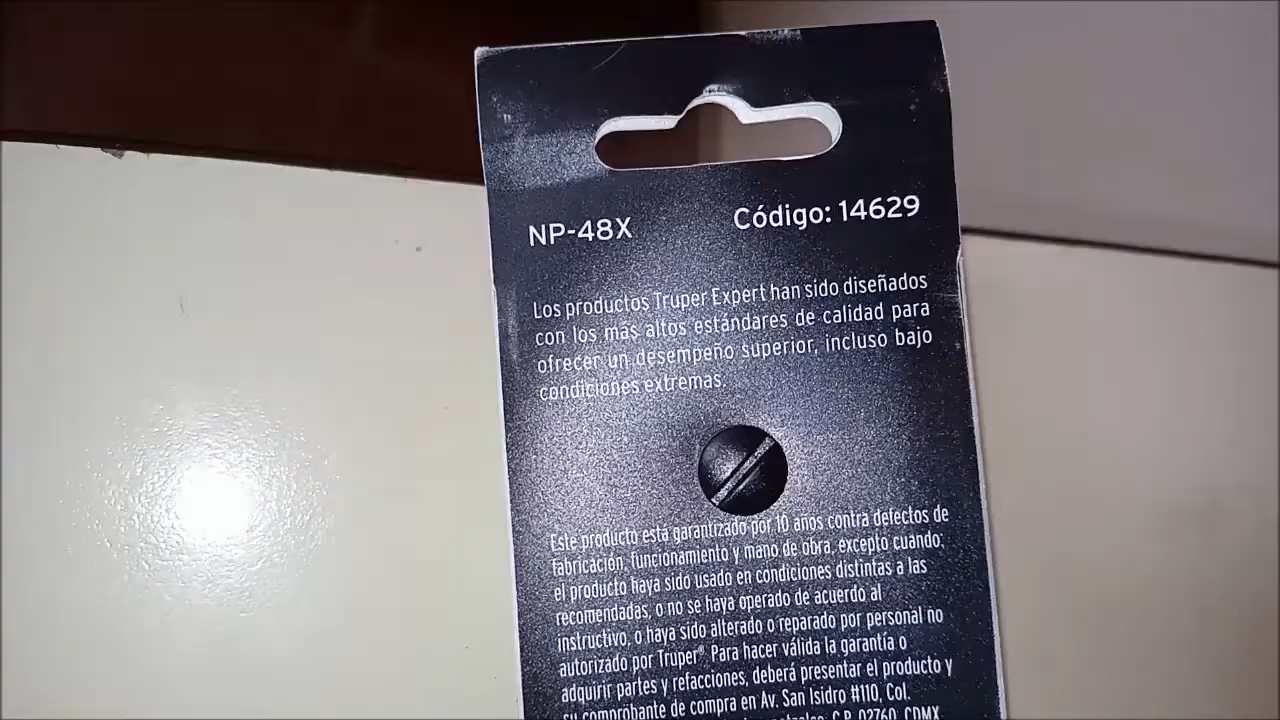 NP-48X
Código: 14629
Los productos Truper Expert han sido diseñados
con los más altos estándares de calidad para
ofrecer un desempeño superior, incluso bajo
condiciones extremas.
Este producto está garantizado por 10 años contra defectos de
fabricación, funcionamiento y mano de obra, excepto cuando:
el producto haya sido usado en condiciones distintas a las
recomendadas, o no se haya operado de acuerdo al
instructivo, o haya sido alterado o reparado por personal no
autorizado por Truper®. Para hacer válida la garantía o
adquirir partes y refacciones, deberá presentar el producto y
su comprobante de compra en Av. San Isidro #110, Col.
C.P. 02760, CDMX